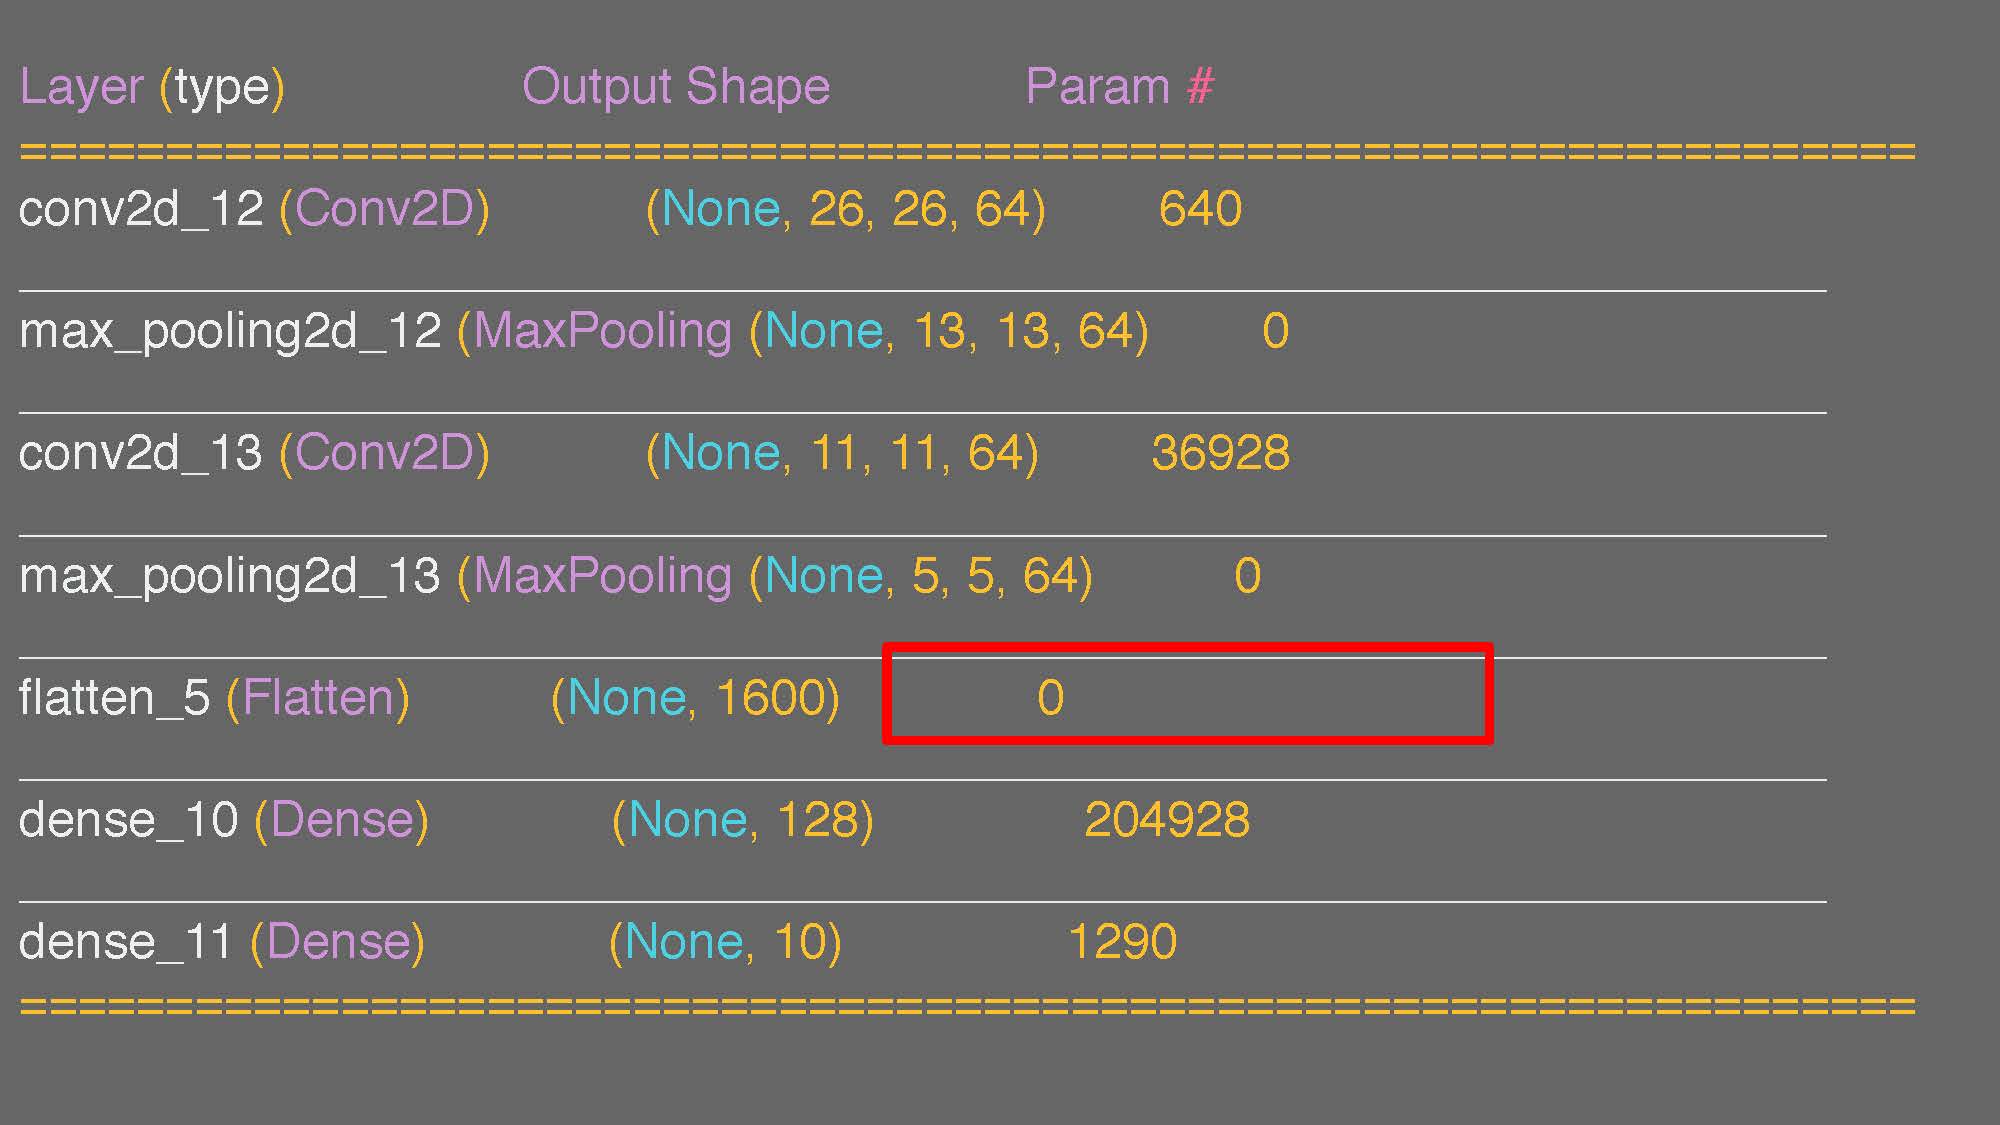 Layer (type) Output Shape Param #
=================================================================
conv2d_12 (Conv2D) (None, 26, 26, 64) 640
_________________________________________________________________
max_pooling2d_12 (MaxPooling (None, 13, 13, 64) 0
_________________________________________________________________
conv2d_13 (Conv2D) (None, 11, 11, 64) 36928
_________________________________________________________________
max_pooling2d_13 (MaxPooling (None, 5, 5, 64) 0
_________________________________________________________________
flatten_5 (Flatten) (None, 1600) 0
_________________________________________________________________
dense_10 (Dense) (None, 128) 204928
_________________________________________________________________
dense_11 (Dense) (None, 10) 1290
=================================================================